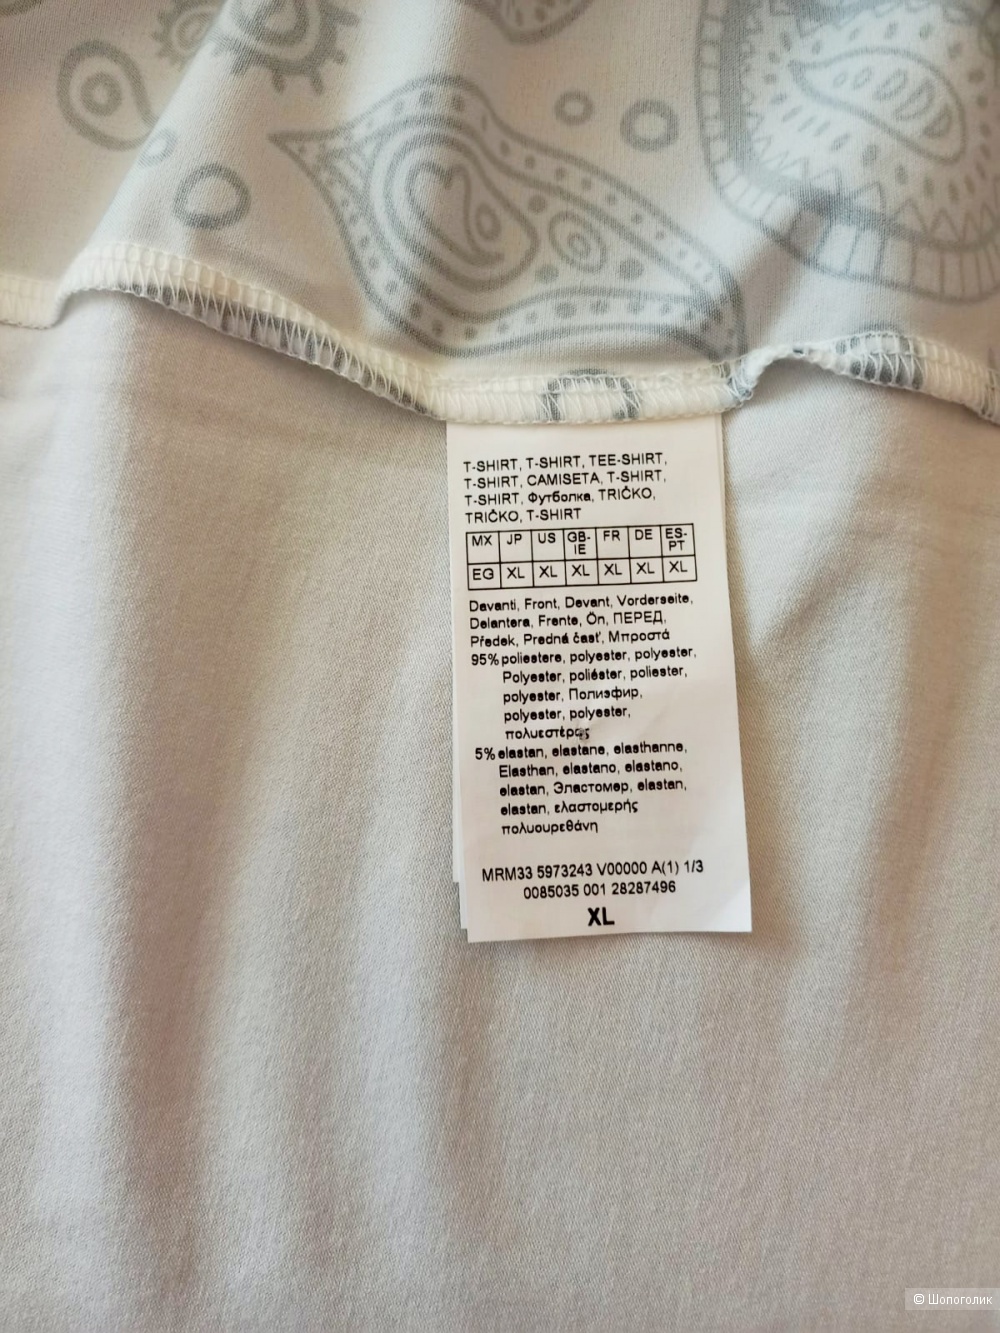 T-SHIRT, T-SHIRT, TEE-SHIRT,
T-SHIRT, CAMISETA, T-SHIRT,
T-SHIRT, Футболка, TRIČKO,
TRIČKO, T-SHIRT
MX JP US GB-IE FR DE ES-PT
EG XL XL XL XL XL XL
Davanti, Front, Devant, Vorderseite,
Delantera, Frente, Ön, ПЕРЕД,
Předek, Predná časť, Μπροστά
95% poliestere, polyester, polyester,
Polyester, poliéster, poliester,
polyester, Полиэфир,
polyester, polyester,
πολυεστέρας
5% elastan, elastane, elasthanne,
Elasthan, elastano, elastano,
elastan, Эластомер, elastan,
elastan, ελαστομερής
πολυουρεθάνη
MRM33 5973243 V00000 A(1) 1/3
0085035 001 28287496
XL
© Шопоголик